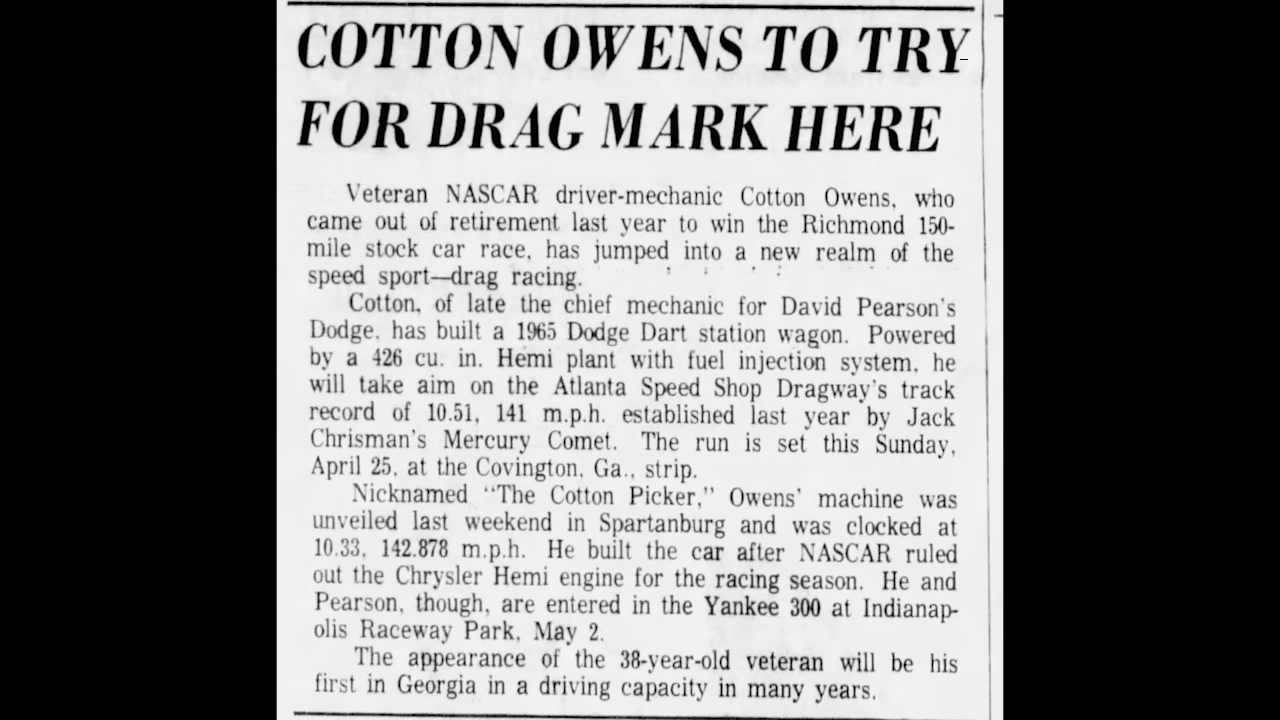 COTTON OWENS TO TRY
FOR DRAG MARK HERE
Veteran NASCAR driver-mechanic Cotton Owens, who
came out of retirement last year to win the Richmond 150-
mile stock car race, has jumped into a new realm of the
speed sport—drag racing.
Cotton, of late the chief mechanic for David Pearson's
Dodge, has built a 1965 Dodge Dart station wagon. Powered
by a 426 cu. in. Hemi plant with fuel injection system, he
will take aim on the Atlanta Speed Shop Dragway's track
record of 10.51, 141 m.p.h. established last year by Jack
Chrisman's Mercury Comet. The run is set this Sunday,
April 25, at the Covington, Ga., strip.
Nicknamed "The Cotton Picker," Owens' machine was
unveiled last weekend in Spartanburg and was clocked at
10.33, 142.878 m.p.h. He built the car after NASCAR ruled
out the Chrysler Hemi engine for the racing season. He and
Pearson, though, are entered in the Yankee 300 at Indianap-
olis Raceway Park, May 2.
The appearance of the 38-year-old veteran will be his
first in Georgia in a driving capacity in many years.